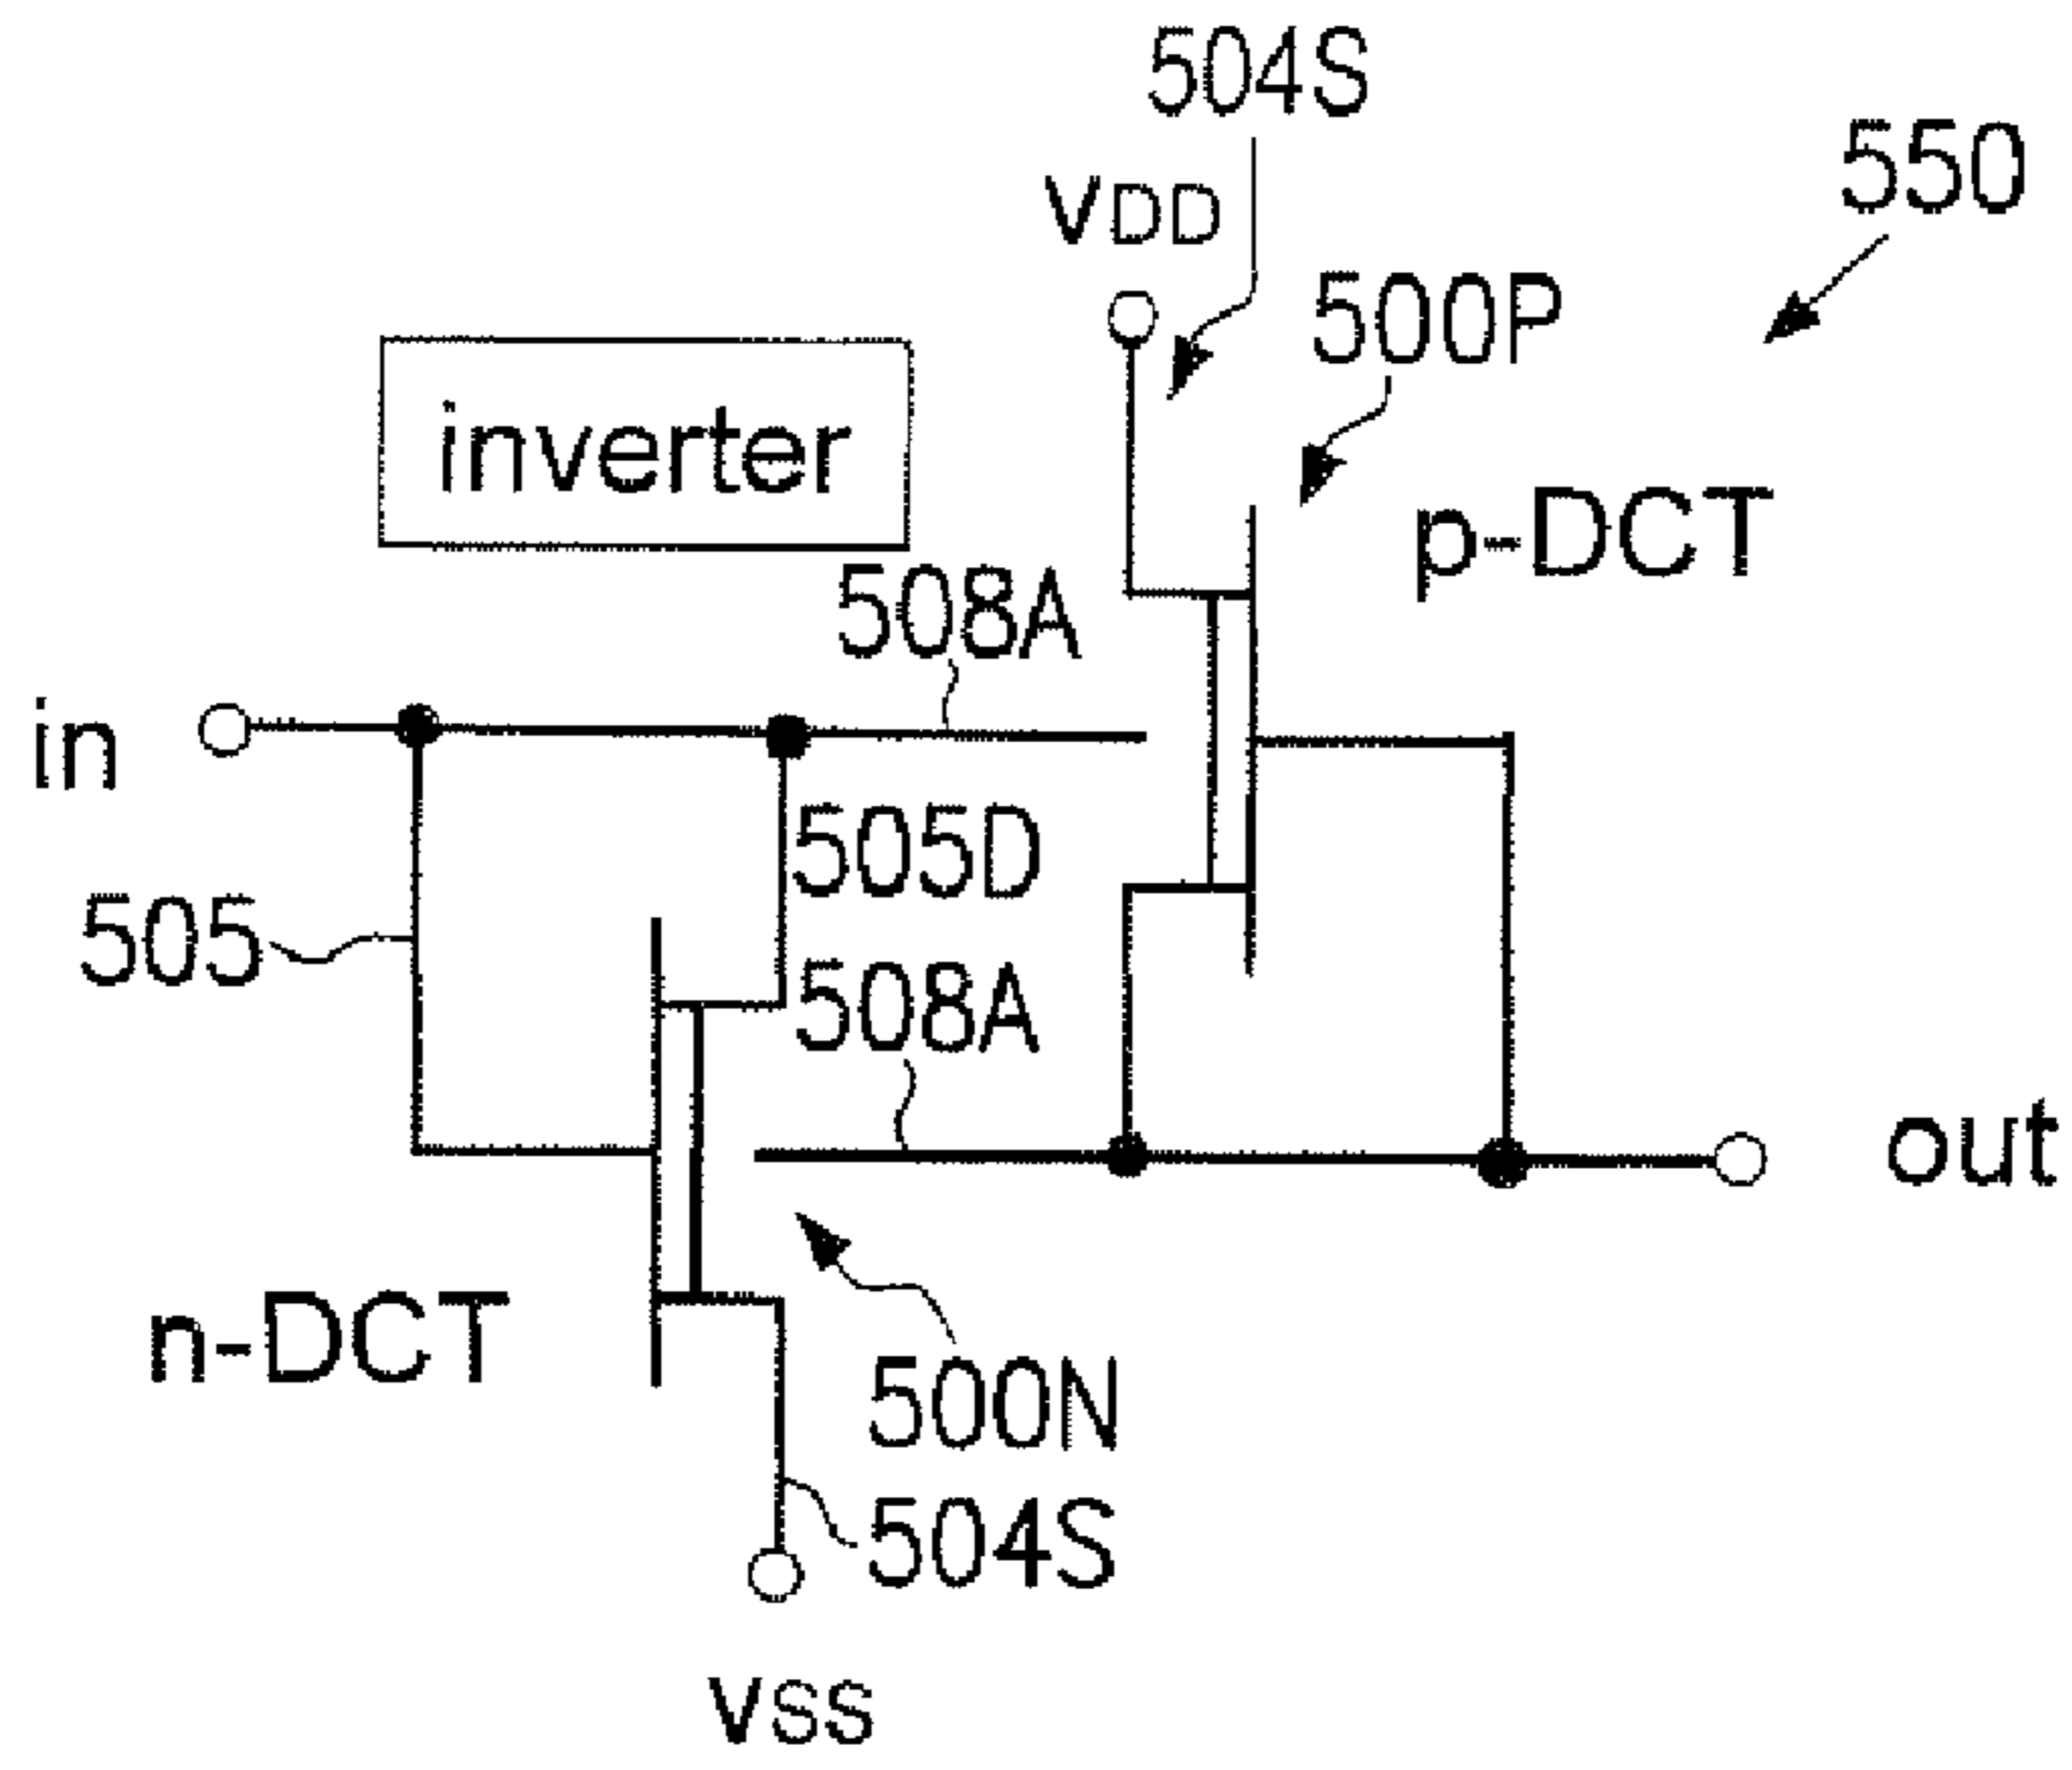 504S
550
VDD
500P
inverter
p-DCT
508A
in
505D
505
508A
out
n-DCT
500N
504S
VSS